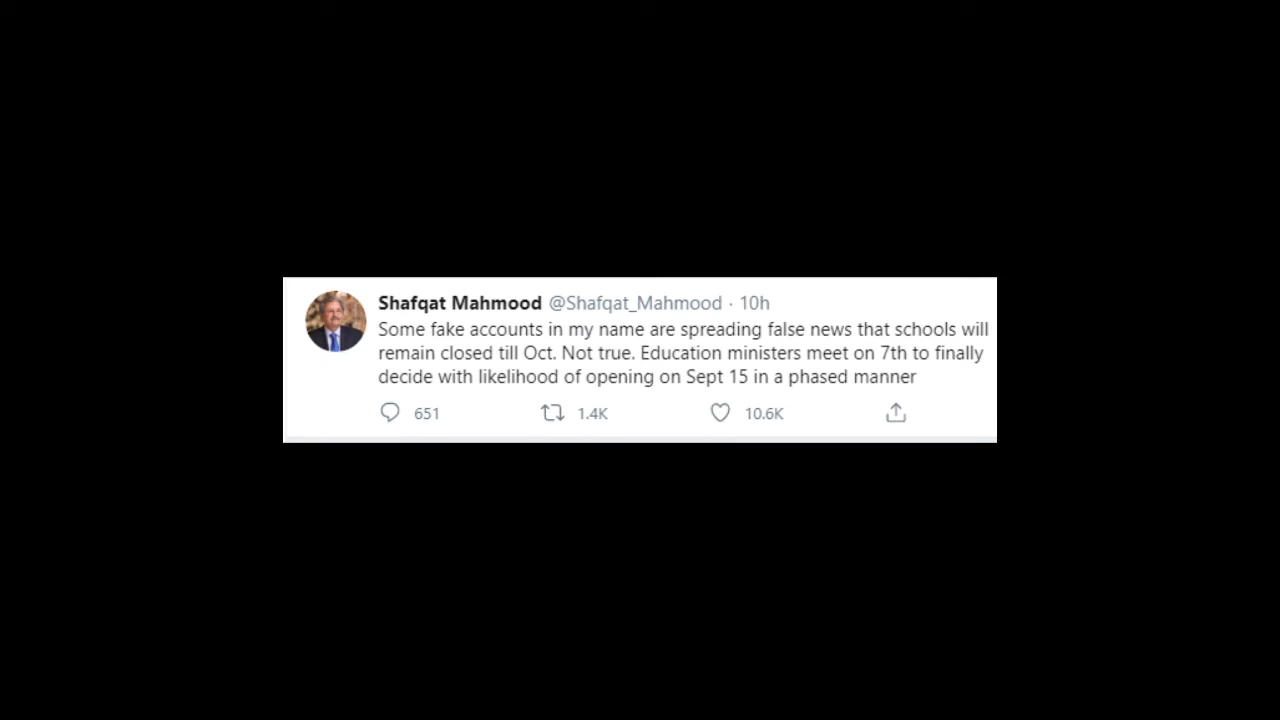 Shafqat Mahmood @Shafqat_Mahmood · 10h
Some fake accounts in my name are spreading false news that schools will
remain closed till Oct. Not true. Education ministers meet on 7th to finally
decide with likelihood of opening on Sept 15 in a phased manner
651 1.4K 10.6K